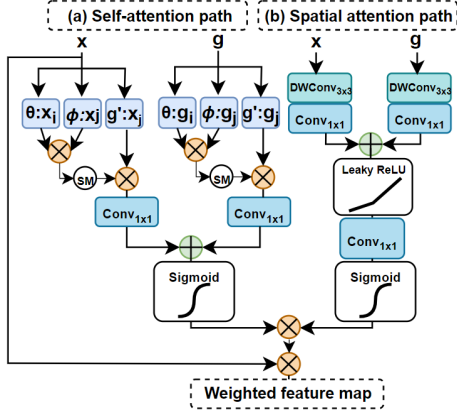 (a) Self-attention path (b) Spatial attention path
x g x g
θ:xᵢ ϕ:xⱼ g':xⱼ θ:gᵢ ϕ:gⱼ g':gⱼ
DWConv₃ₓ₃ DWConv₃ₓ₃
Conv₁ₓ₁ Conv₁ₓ₁
SM SM
Leaky ReLU
Conv₁ₓ₁ Conv₁ₓ₁
Conv₁ₓ₁
Sigmoid Sigmoid
Weighted feature map